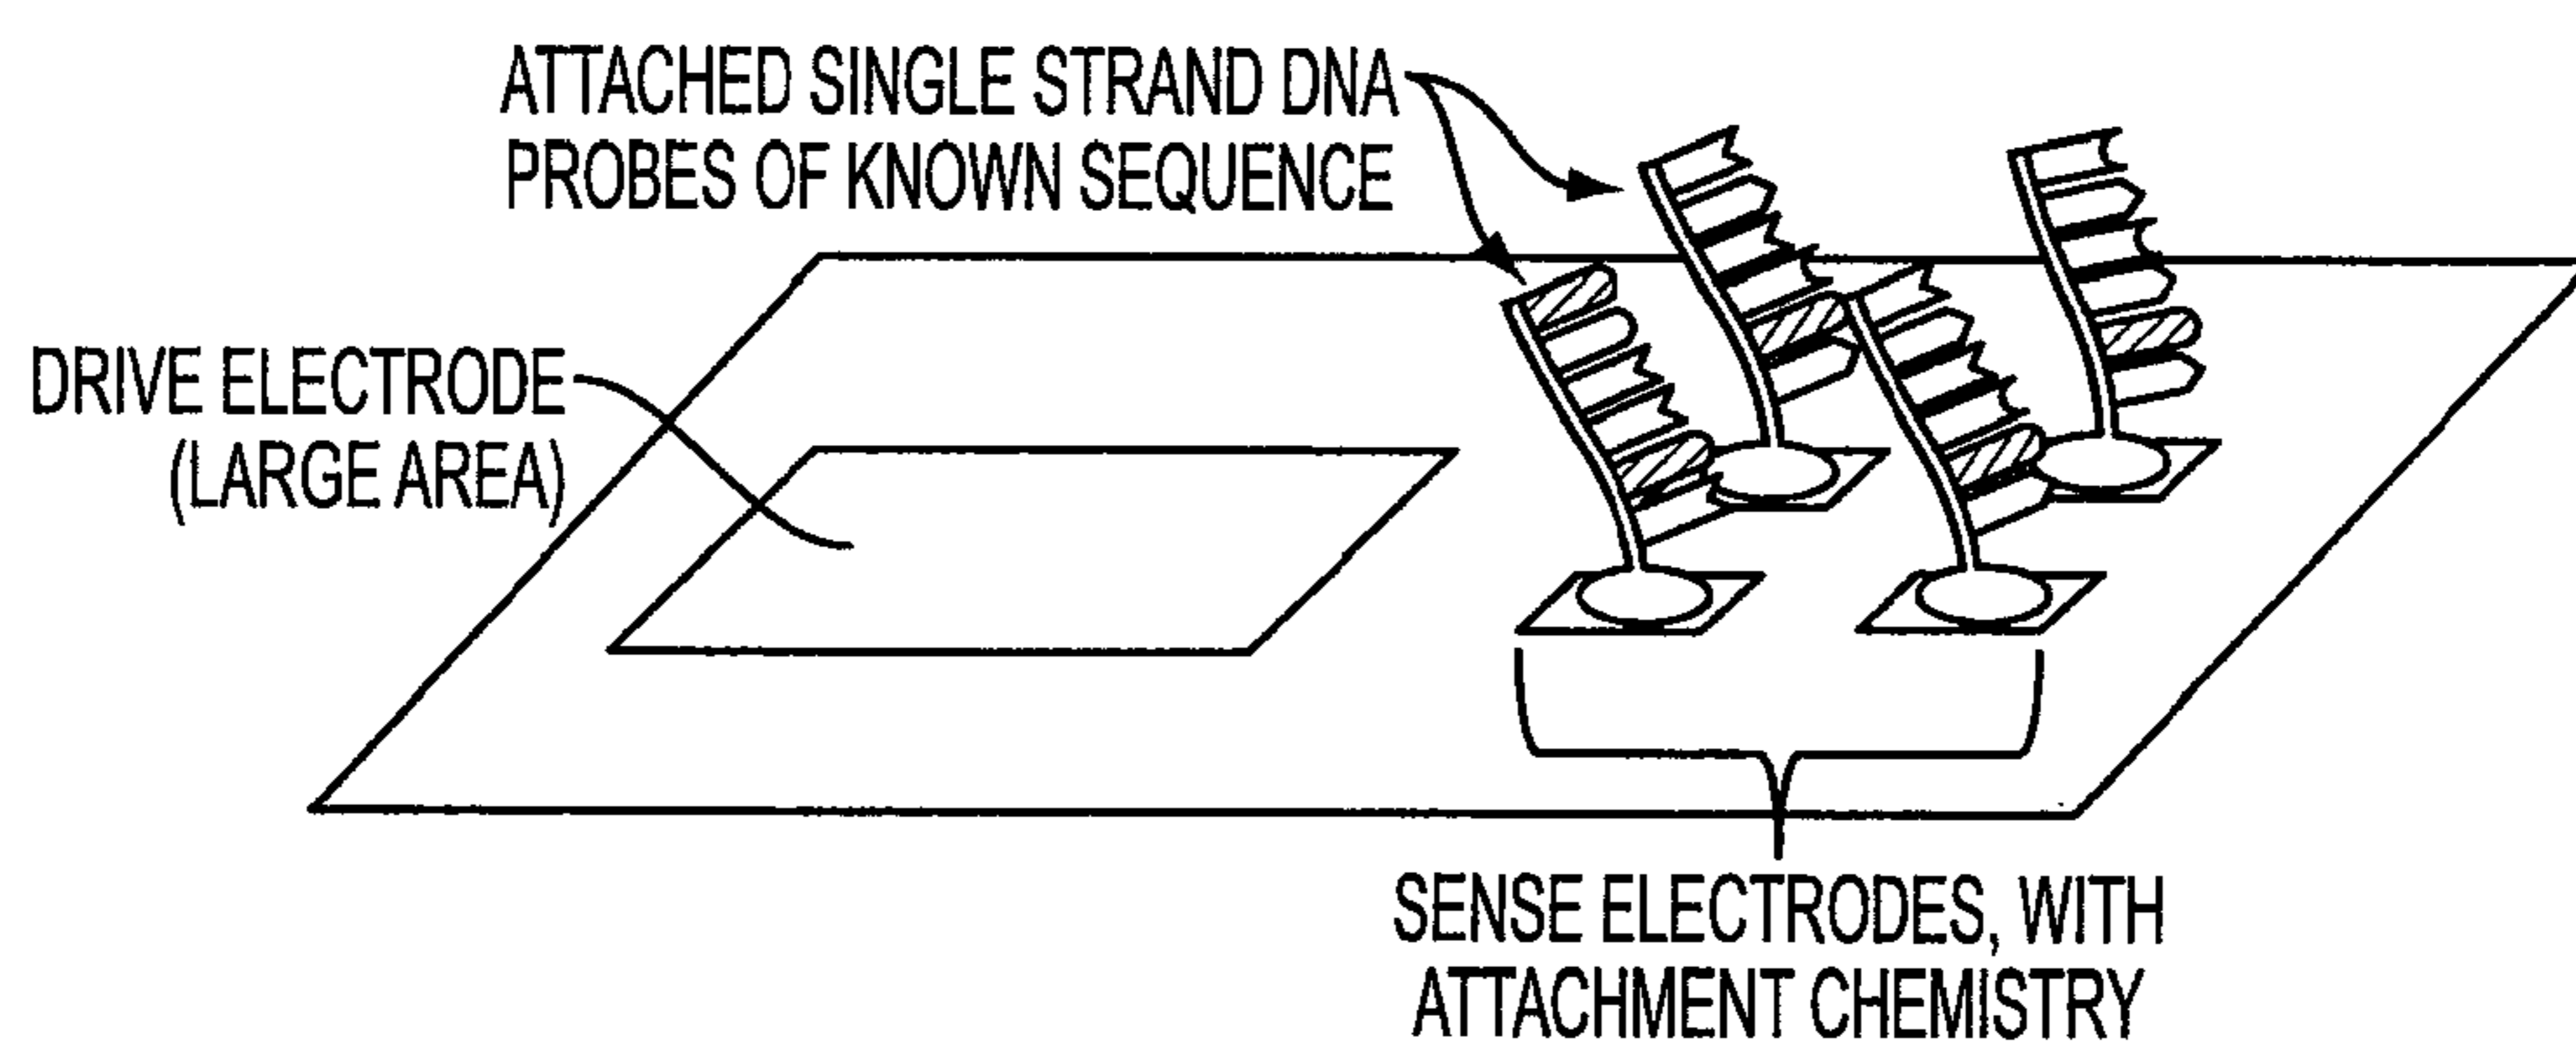 ATTACHED SINGLE STRAND DNA
PROBES OF KNOWN SEQUENCE
DRIVE ELECTRODE
(LARGE AREA)
SENSE ELECTRODES, WITH
ATTACHMENT CHEMISTRY